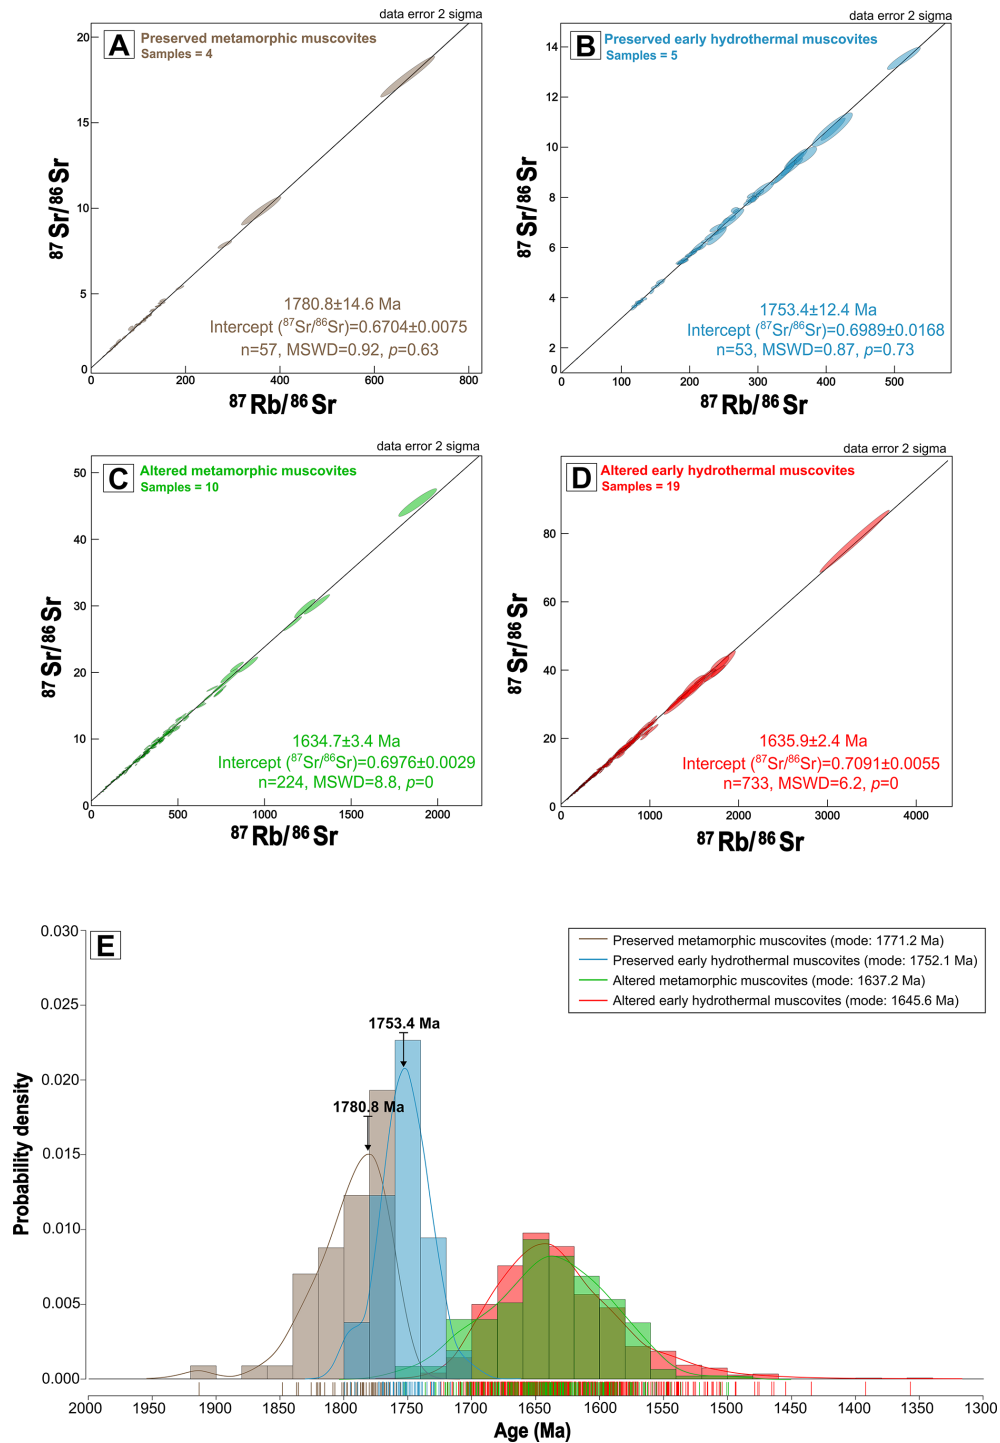 data error 2 sigma
A
Preserved metamorphic muscovites
Samples = 4
20
15
10
5
0
87Sr/86Sr
1780.8±14.6 Ma
Intercept (87Sr/86Sr)=0.6704±0.0075
n=57, MSWD=0.92, p=0.63
0 200 400 600 800
87Rb/86Sr
data error 2 sigma
B
Preserved early hydrothermal muscovites
Samples = 5
14
12
10
8
6
4
2
0
87Sr/86Sr
1753.4±12.4 Ma
Intercept (87Sr/86Sr)=0.6989±0.0168
n=53, MSWD=0.87, p=0.73
0 100 200 300 400 500
87Rb/86Sr
data error 2 sigma
C
Altered metamorphic muscovites
Samples = 10
50
40
30
20
10
0
87Sr/86Sr
1634.7±3.4 Ma
Intercept (87Sr/86Sr)=0.6976±0.0029
n=224, MSWD=8.8, p=0
0 500 1000 1500 2000
87Rb/86Sr
data error 2 sigma
D
Altered early hydrothermal muscovites
Samples = 19
80
60
40
20
0
87Sr/86Sr
1635.9±2.4 Ma
Intercept (87Sr/86Sr)=0.7091±0.0055
n=733, MSWD=6.2, p=0
0 1000 2000 3000 4000
87Rb/86Sr
E
Preserved metamorphic muscovites (mode: 1771.2 Ma)
Preserved early hydrothermal muscovites (mode: 1752.1 Ma)
Altered metamorphic muscovites (mode: 1637.2 Ma)
Altered early hydrothermal muscovites (mode: 1645.6 Ma)
0.030
0.025
0.020
0.015
0.010
0.005
0.000
Probability density
1753.4 Ma
1780.8 Ma
2000 1950 1900 1850 1800 1750 1700 1650 1600 1550 1500 1450 1400 1350 1300
Age (Ma)